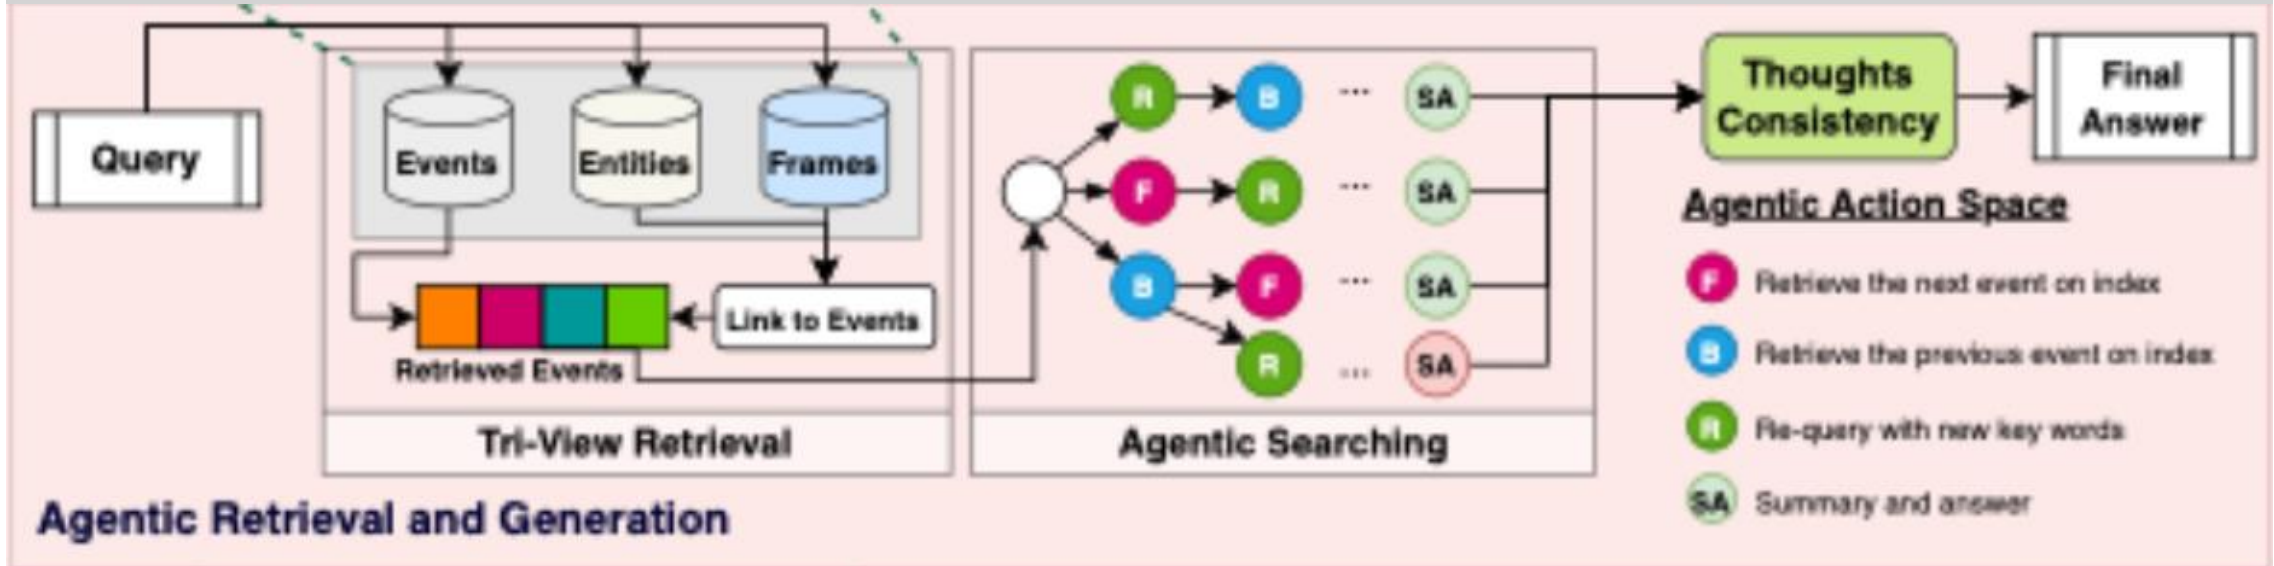 Query
Events
Entities
Frames
Link to Events
Retrieved Events
Tri-View Retrieval
R
B
...
SA
F
R
...
SA
B
F
...
SA
R
...
SA
Agentic Searching
Thoughts
Consistency
Final
Answer
Agentic Action Space
F Retrieve the next event on index
B Retrieve the previous event on index
R Re-query with new key words
SA Summary and answer
Agentic Retrieval and Generation